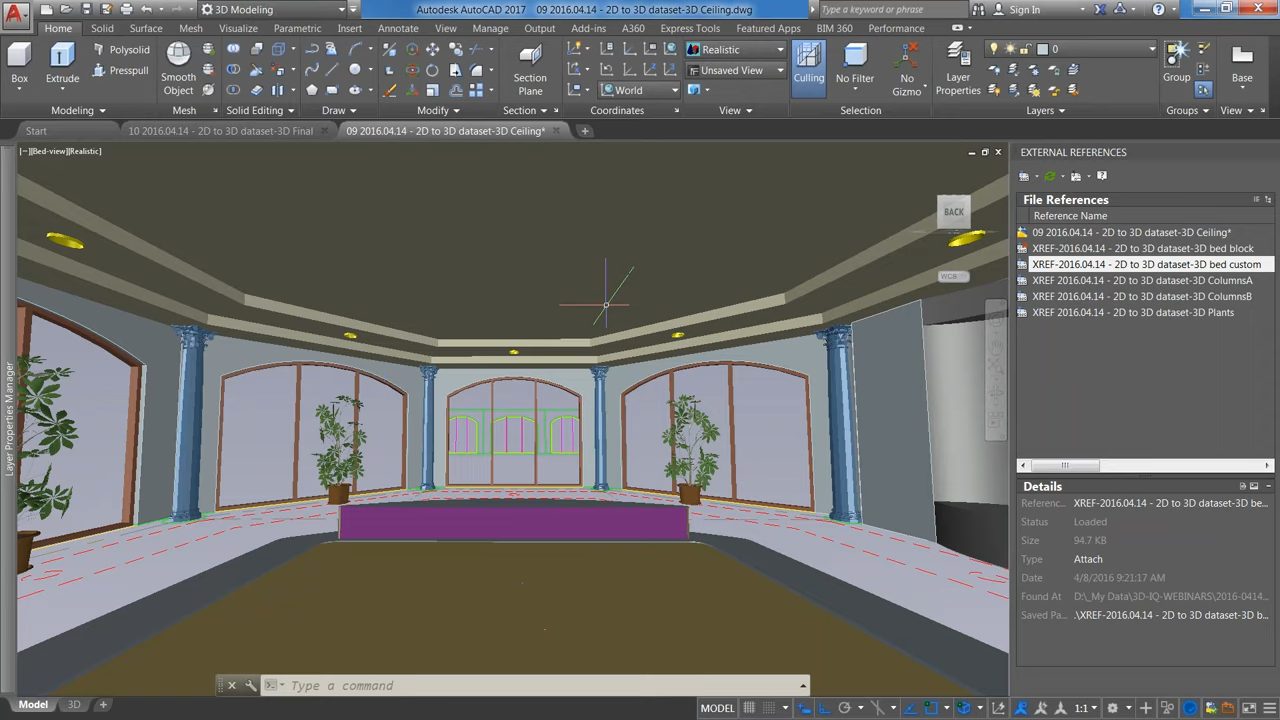 3D Modeling
Autodesk AutoCAD 2017 09 2016.04.14 - 2D to 3D dataset-3D Ceiling.dwg
Type a keyword or phrase
Sign In
Home Solid Surface Mesh Visualize Parametric Insert Annotate View Manage Output Add-ins A360 Express Tools Featured Apps BIM 360 Performance
Box
Extrude
Polysolid
Presspull
Smooth
Object
Section
Plane
Realistic
Unsaved View
World
Culling
No Filter
No
Gizmo
Layer
Properties
0
Group
Base
Modeling Mesh Solid Editing Draw Modify Section Coordinates View Selection Layers Groups View
Start
10 2016.04.14 - 2D to 3D dataset-3D Final
09 2016.04.14 - 2D to 3D dataset-3D Ceiling*
[−][Bed-view][Realistic]
BACK
WCS
Layer Properties Manager
EXTERNAL REFERENCES
File References
Reference Name
09 2016.04.14 - 2D to 3D dataset-3D Ceiling*
XREF-2016.04.14 - 2D to 3D dataset-3D bed block
XREF-2016.04.14 - 2D to 3D dataset-3D bed custom
XREF 2016.04.14 - 2D to 3D dataset-3D ColumnsA
XREF 2016.04.14 - 2D to 3D dataset-3D ColumnsB
XREF 2016.04.14 - 2D to 3D dataset-3D Plants
Details
Referenc... XREF-2016.04.14 - 2D to 3D dataset-3D be...
Status Loaded
Size 94.7 KB
Type Attach
Date 4/8/2016 9:21:17 AM
Found At D:\_My Data\3D-IQ-WEBINARS\2016-0414...
Saved Pa... .\XREF-2016.04.14 - 2D to 3D dataset-3D b...
Type a command
Model 3D
MODEL
1:1